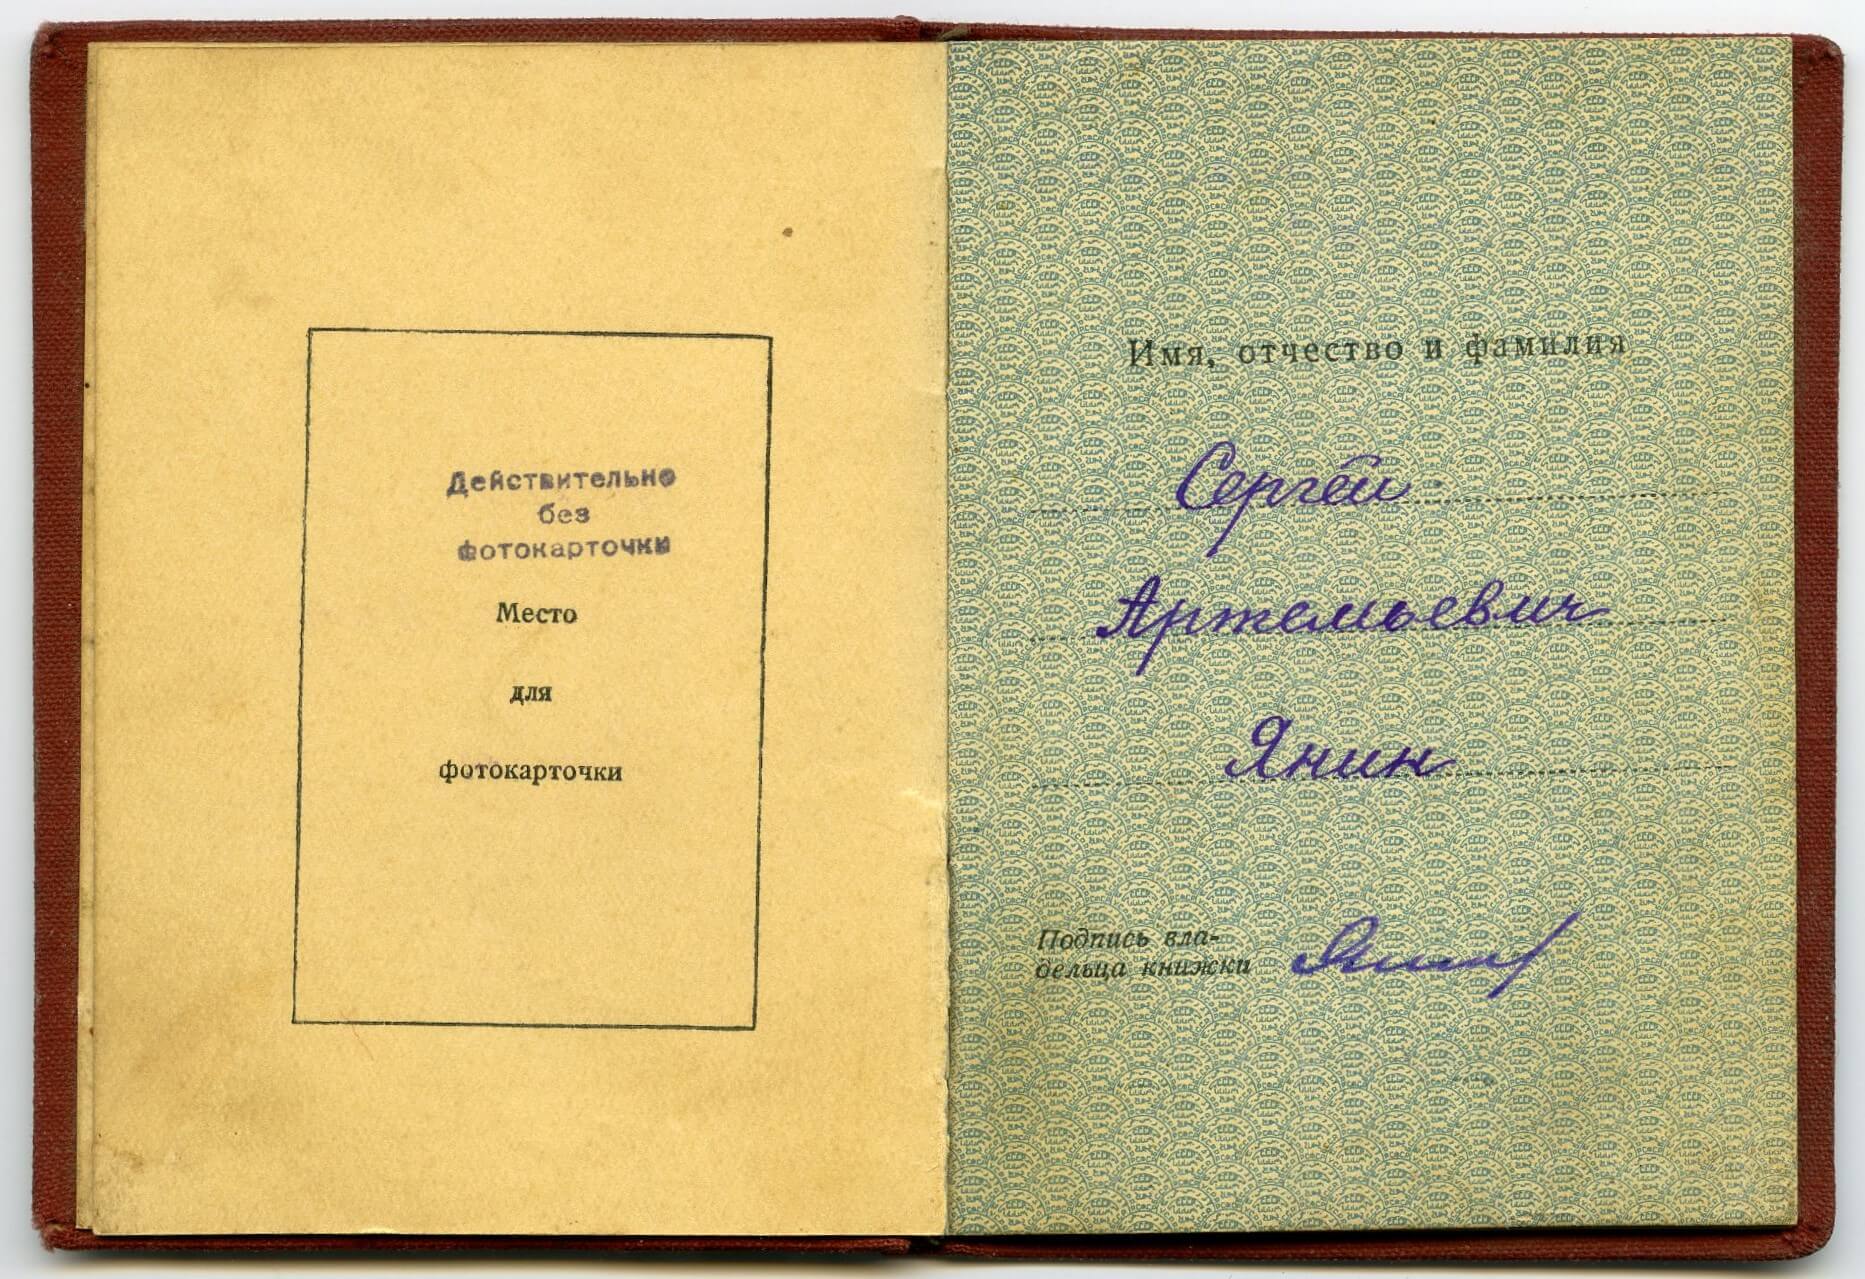 Действительно
без
фотокарточки
Место
для
фотокарточки
Имя, отчество и фамилия
Сергей
Артемьевич
Янин
Подпись вла-
дельца книжки